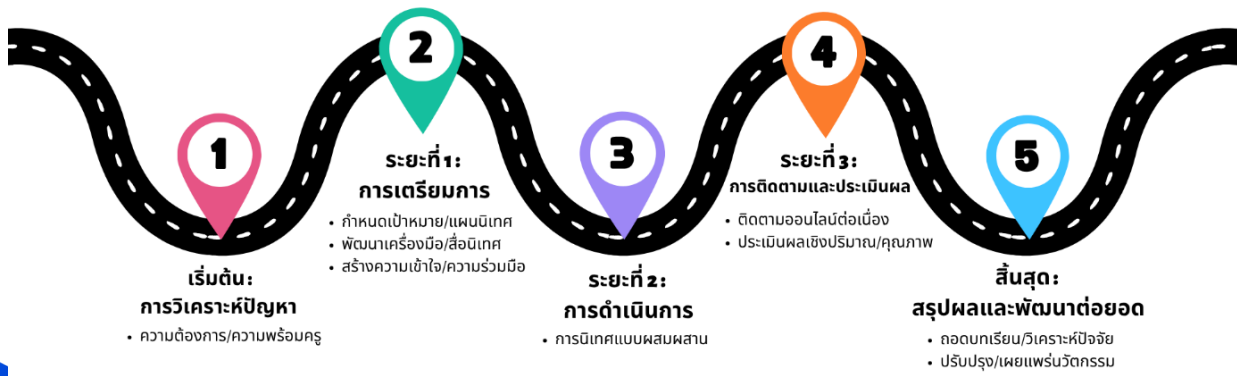 1
เริ่มต้น:
การวิเคราะห์ปัญหา
• ความต้องการ/ความพร้อมครู
2
ระยะที่ 1:
การเตรียมการ
• กำหนดเป้าหมาย/แผนนิเทศ
• พัฒนาเครื่องมือ/สื่อนิเทศ
• สร้างความเข้าใจ/ความร่วมมือ
3
ระยะที่ 2:
การดำเนินการ
• การนิเทศแบบผสมผสาน
4
ระยะที่ 3:
การติดตามและประเมินผล
• ติดตามออนไลน์ต่อเนื่อง
• ประเมินผลเชิงปริมาณ/คุณภาพ
5
สิ้นสุด:
สรุปผลและพัฒนาต่อยอด
• ถอดบทเรียน/วิเคราะห์ปัจจัย
• ปรับปรุง/เผยแพร่นวัตกรรม